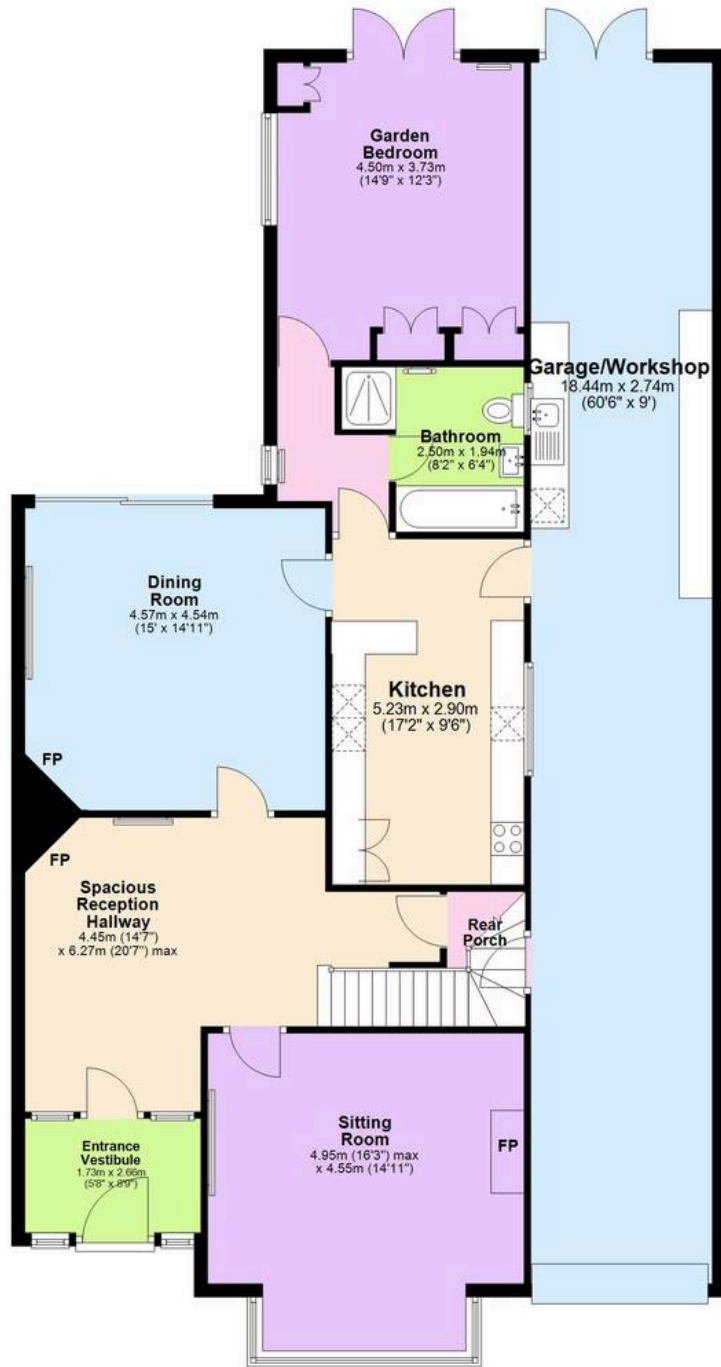 Garden
Bedroom
4.50m x 3.73m
(14'9" x 12'3")
Garage/Workshop
18.44m x 2.74m
(60'6" x 9')
Bathroom
2.50m x 1.94m
(8'2" x 6'4")
Dining
Room
4.57m x 4.54m
(15' x 14'11")
FP
Kitchen
5.23m x 2.90m
(17'2" x 9'6")
FP
Spacious
Reception
Hallway
4.45m (14'7")
x 6.27m (20'7") max
Rear
Porch
Entrance
Vestibule
1.73m x 2.66m
(5'8" x 8'9")
Sitting
Room
4.95m (16'3") max
x 4.55m (14'11")
FP